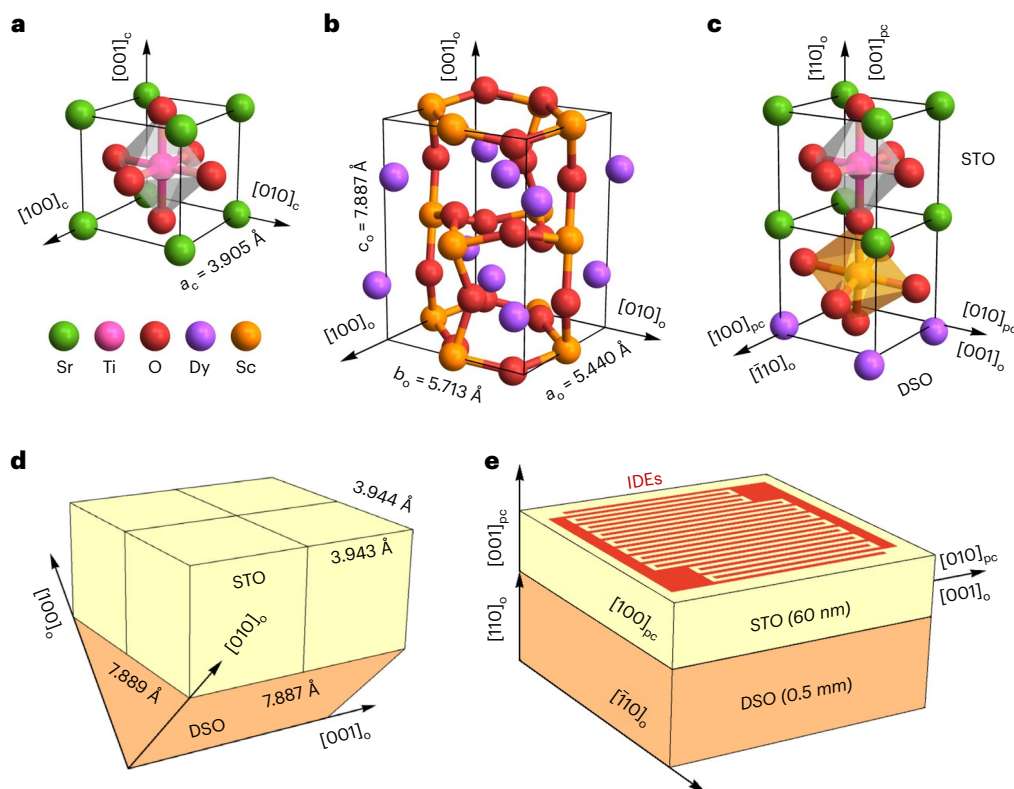 a
[001]c
[100]c
[010]c
ac = 3.905 Å
Sr
Ti
O
Dy
Sc
b
[001]o
co = 7.887 Å
[100]o
[010]o
bo = 5.713 Å
ao = 5.440 Å
c
[110]o
[001]pc
STO
[100]pc
[1̄10]o
[010]pc
[001]o
DSO
d
3.944 Å
3.943 Å
STO
[100]o
[010]o
7.889 Å
7.887 Å
DSO
[001]o
e
IDEs
[001]pc
[010]pc
[001]o
[100]pc
STO (60 nm)
[110]o
[1̄10]o
DSO (0.5 mm)